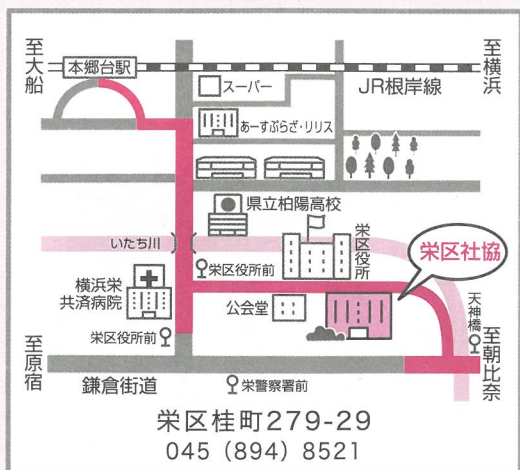 至大船
本郷台駅
至横浜
スーパー
JR根岸線
あーすぷらざ・リリス
県立柏陽高校
いたち川
栄区役所
栄区役所前
栄区社協
横浜栄
共済病院
公会堂
天神橋
栄区役所前
至原宿
至朝比奈
鎌倉街道
栄警察署前
栄区桂町279-29
045（894）8521